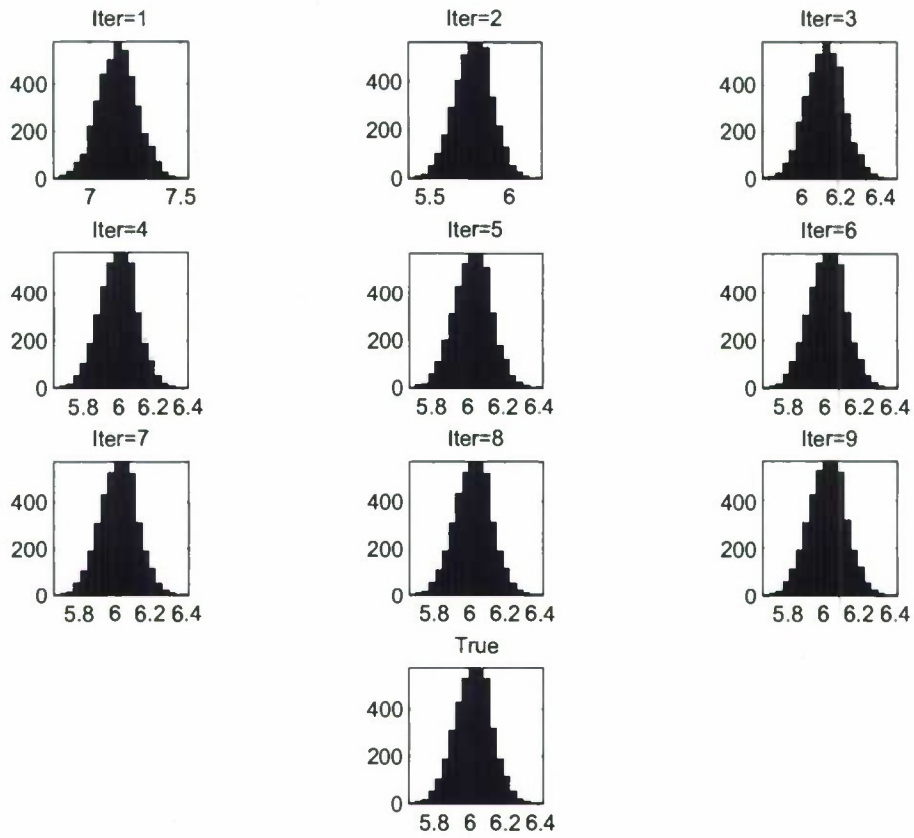 Iter=1 Iter=2 Iter=3
400 400 400
200 200 200
0 0 0
7 7.5 5.5 6 6 6.2 6.4
Iter=4 Iter=5 Iter=6
400 400 400
200 200 200
0 0 0
5.8 6 6.2 6.4 5.8 6 6.2 6.4 5.8 6 6.2 6.4
Iter=7 Iter=8 Iter=9
400 400 400
200 200 200
0 0 0
5.8 6 6.2 6.4 5.8 6 6.2 6.4 5.8 6 6.2 6.4
True
400
200
0
5.8 6 6.2 6.4